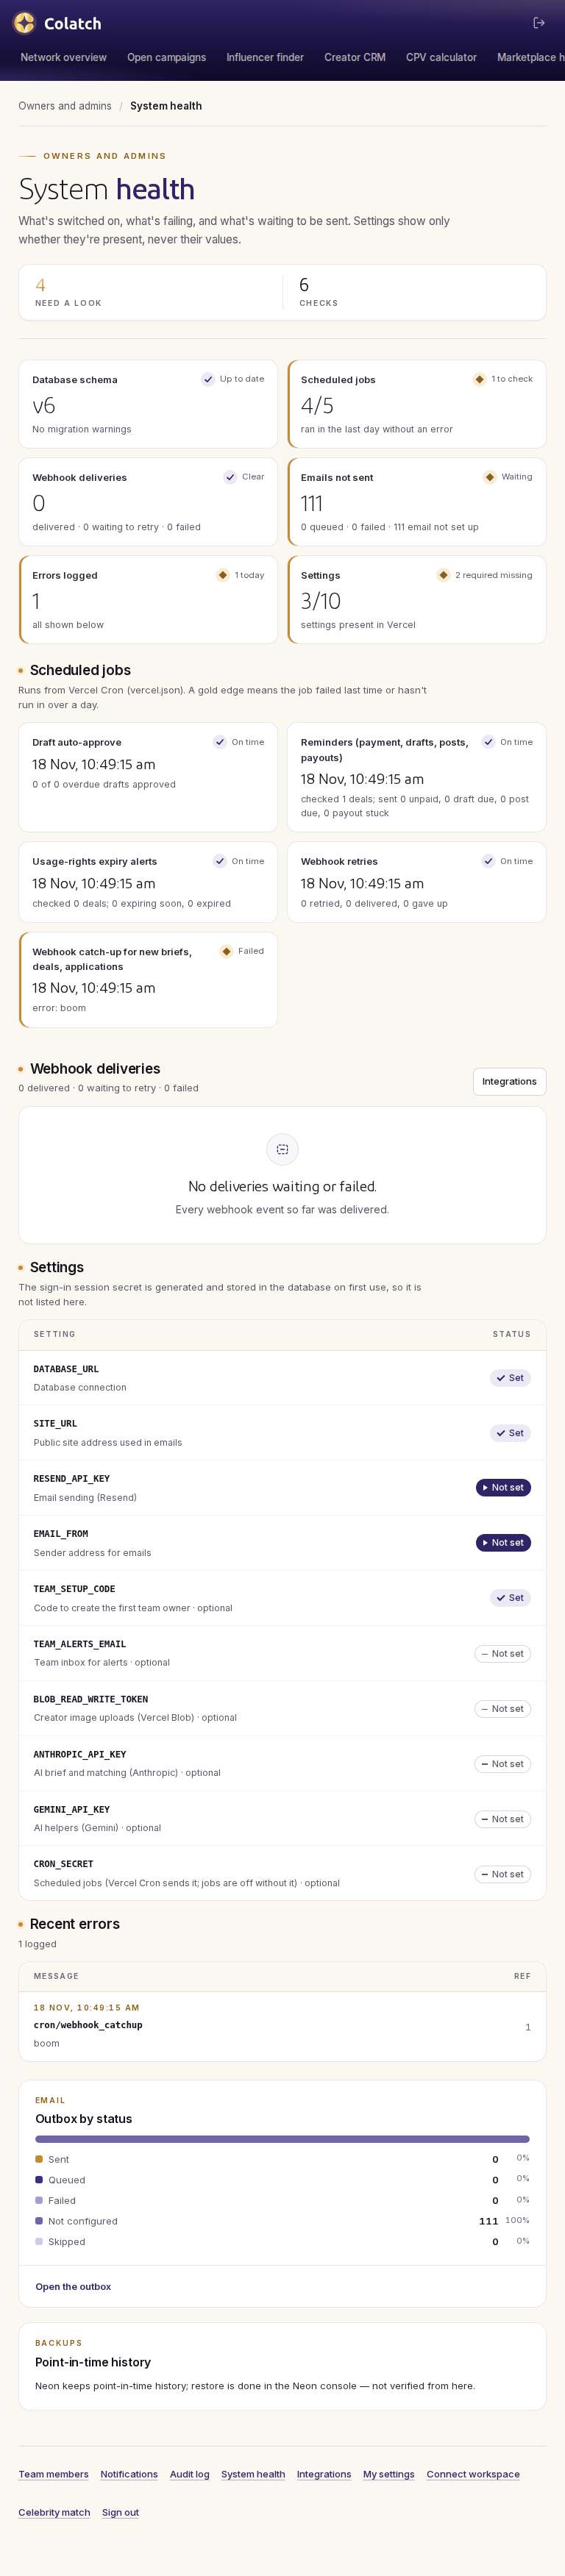 Colatch
Network overview Open campaigns Influencer finder Creator CRM CPV calculator Marketplace h
Owners and admins / System health
OWNERS AND ADMINS
System health
What's switched on, what's failing, and what's waiting to be sent. Settings show only
whether they're present, never their values.
4
NEED A LOOK
6
CHECKS
Database schema
Up to date
v6
No migration warnings
Scheduled jobs
1 to check
4/5
ran in the last day without an error
Webhook deliveries
Clear
0
delivered · 0 waiting to retry · 0 failed
Emails not sent
Waiting
111
0 queued · 0 failed · 111 email not set up
Errors logged
1 today
1
all shown below
Settings
2 required missing
3/10
settings present in Vercel
Scheduled jobs
Runs from Vercel Cron (vercel.json). A gold edge means the job failed last time or hasn't
run in over a day.
Draft auto-approve
On time
18 Nov, 10:49:15 am
0 of 0 overdue drafts approved
Reminders (payment, drafts, posts,
payouts)
On time
18 Nov, 10:49:15 am
checked 1 deals; sent 0 unpaid, 0 draft due, 0 post
due, 0 payout stuck
Usage-rights expiry alerts
On time
18 Nov, 10:49:15 am
checked 0 deals; 0 expiring soon, 0 expired
Webhook retries
On time
18 Nov, 10:49:15 am
0 retried, 0 delivered, 0 gave up
Webhook catch-up for new briefs,
deals, applications
Failed
18 Nov, 10:49:15 am
error: boom
Webhook deliveries
0 delivered · 0 waiting to retry · 0 failed
Integrations
No deliveries waiting or failed.
Every webhook event so far was delivered.
Settings
The sign-in session secret is generated and stored in the database on first use, so it is
not listed here.
SETTING STATUS
DATABASE_URL
Database connection
Set
SITE_URL
Public site address used in emails
Set
RESEND_API_KEY
Email sending (Resend)
Not set
EMAIL_FROM
Sender address for emails
Not set
TEAM_SETUP_CODE
Code to create the first team owner · optional
Set
TEAM_ALERTS_EMAIL
Team inbox for alerts · optional
Not set
BLOB_READ_WRITE_TOKEN
Creator image uploads (Vercel Blob) · optional
Not set
ANTHROPIC_API_KEY
AI brief and matching (Anthropic) · optional
Not set
GEMINI_API_KEY
AI helpers (Gemini) · optional
Not set
CRON_SECRET
Scheduled jobs (Vercel Cron sends it; jobs are off without it) · optional
Not set
Recent errors
1 logged
MESSAGE REF
18 NOV, 10:49:15 AM
cron/webhook_catchup
boom
1
EMAIL
Outbox by status
Sent 0 0%
Queued 0 0%
Failed 0 0%
Not configured 111 100%
Skipped 0 0%
Open the outbox
BACKUPS
Point-in-time history
Neon keeps point-in-time history; restore is done in the Neon console — not verified from here.
Team members Notifications Audit log System health Integrations My settings Connect workspace
Celebrity match Sign out